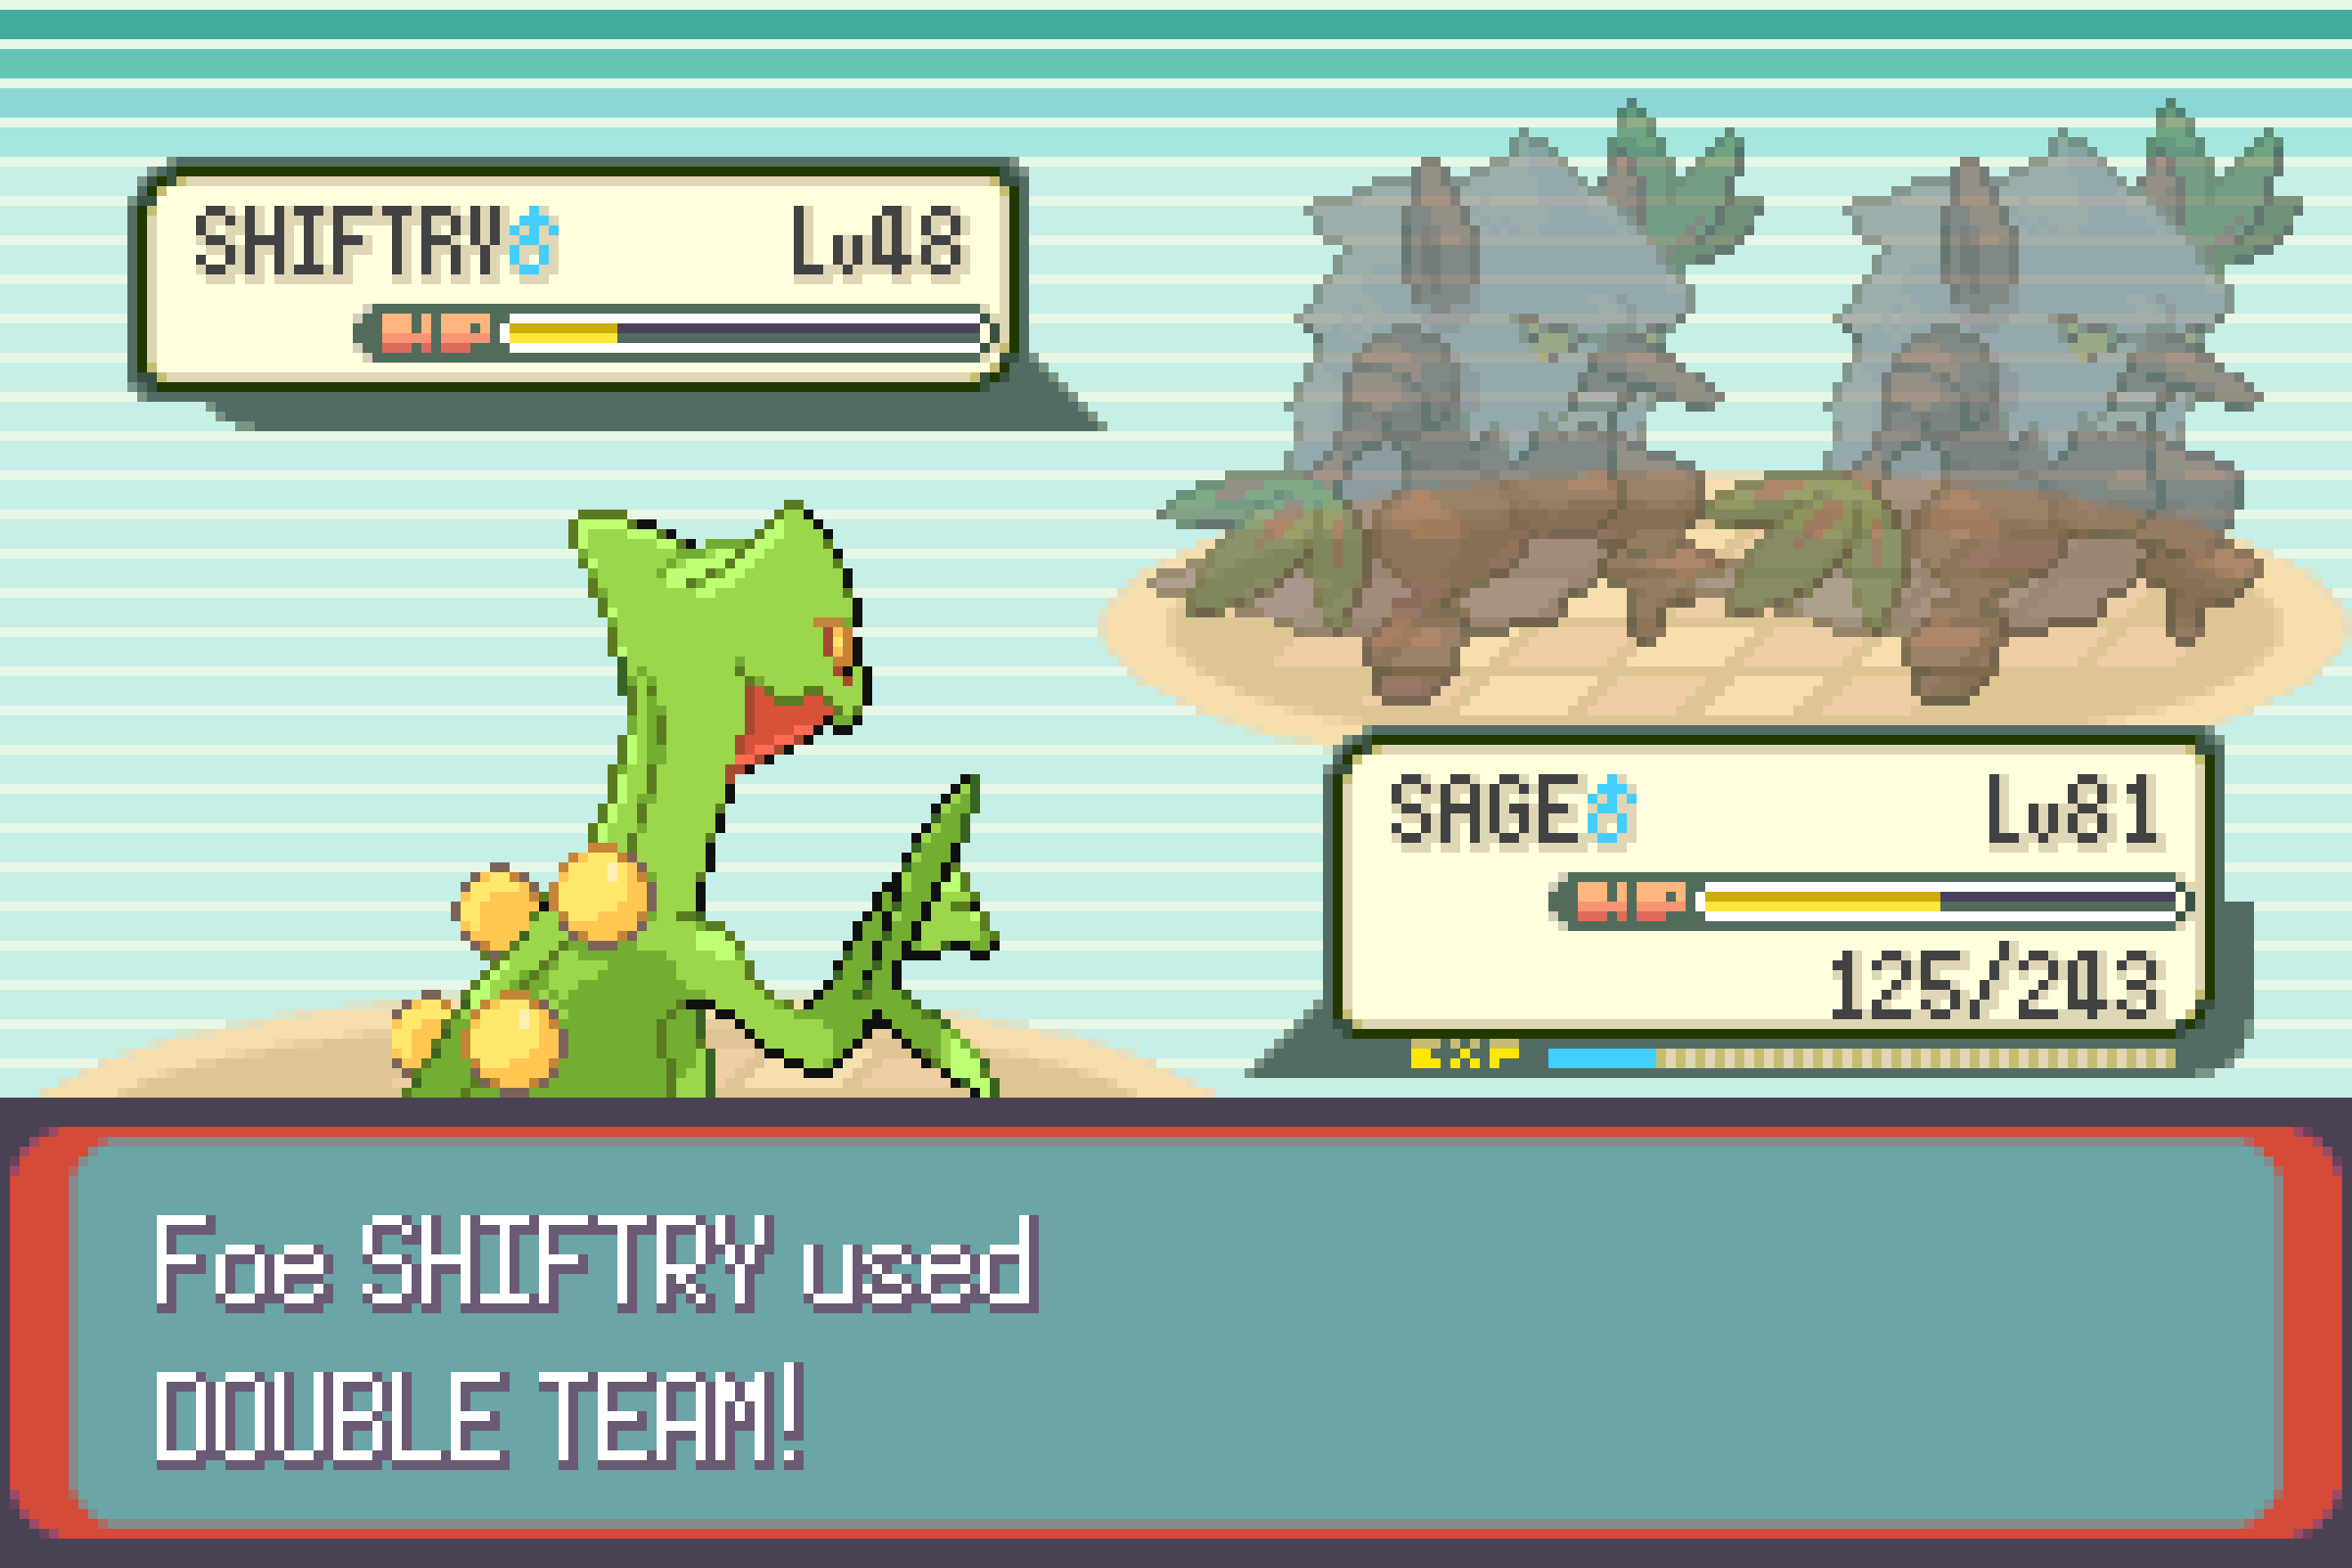 SHIFTRY♂ Lv48
HP
SAGE♂ Lv81
HP
125/243
EXP
Foe SHIFTRY used
DOUBLE TEAM!